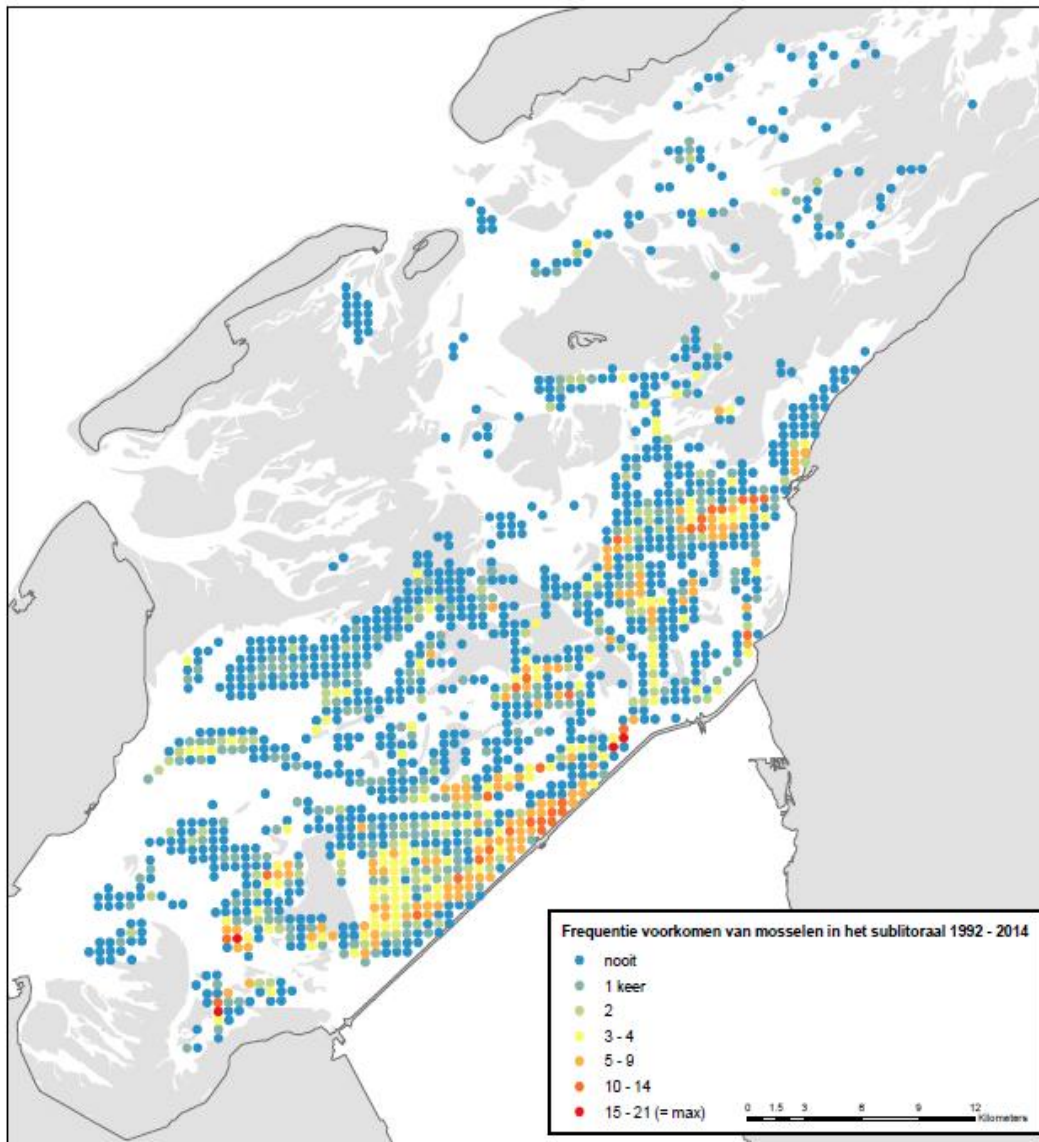 Frequentie voorkomen van mosselen in het sublitoraal 1992 - 2014
nooit
1 keer
2
3 - 4
5 - 9
10 - 14
15 - 21 (= max)
0 1.5 3 6 9 12
Kilometers